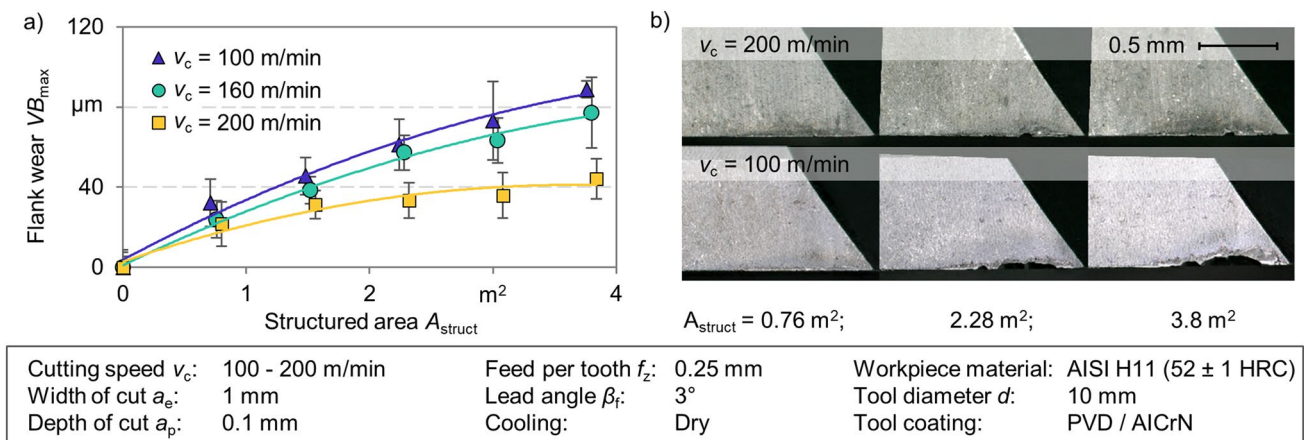 a)
120
µm
40
0
Flank wear VBmax
vc = 100 m/min
vc = 160 m/min
vc = 200 m/min
0 1 2 m² 4
Structured area Astruct
b)
vc = 200 m/min 0.5 mm
vc = 100 m/min
Astruct = 0.76 m²; 2.28 m²; 3.8 m²
Cutting speed vc: 100 - 200 m/min Feed per tooth fz: 0.25 mm Workpiece material: AISI H11 (52 ± 1 HRC)
Width of cut ae: 1 mm Lead angle βf: 3° Tool diameter d: 10 mm
Depth of cut ap: 0.1 mm Cooling: Dry Tool coating: PVD / AlCrN